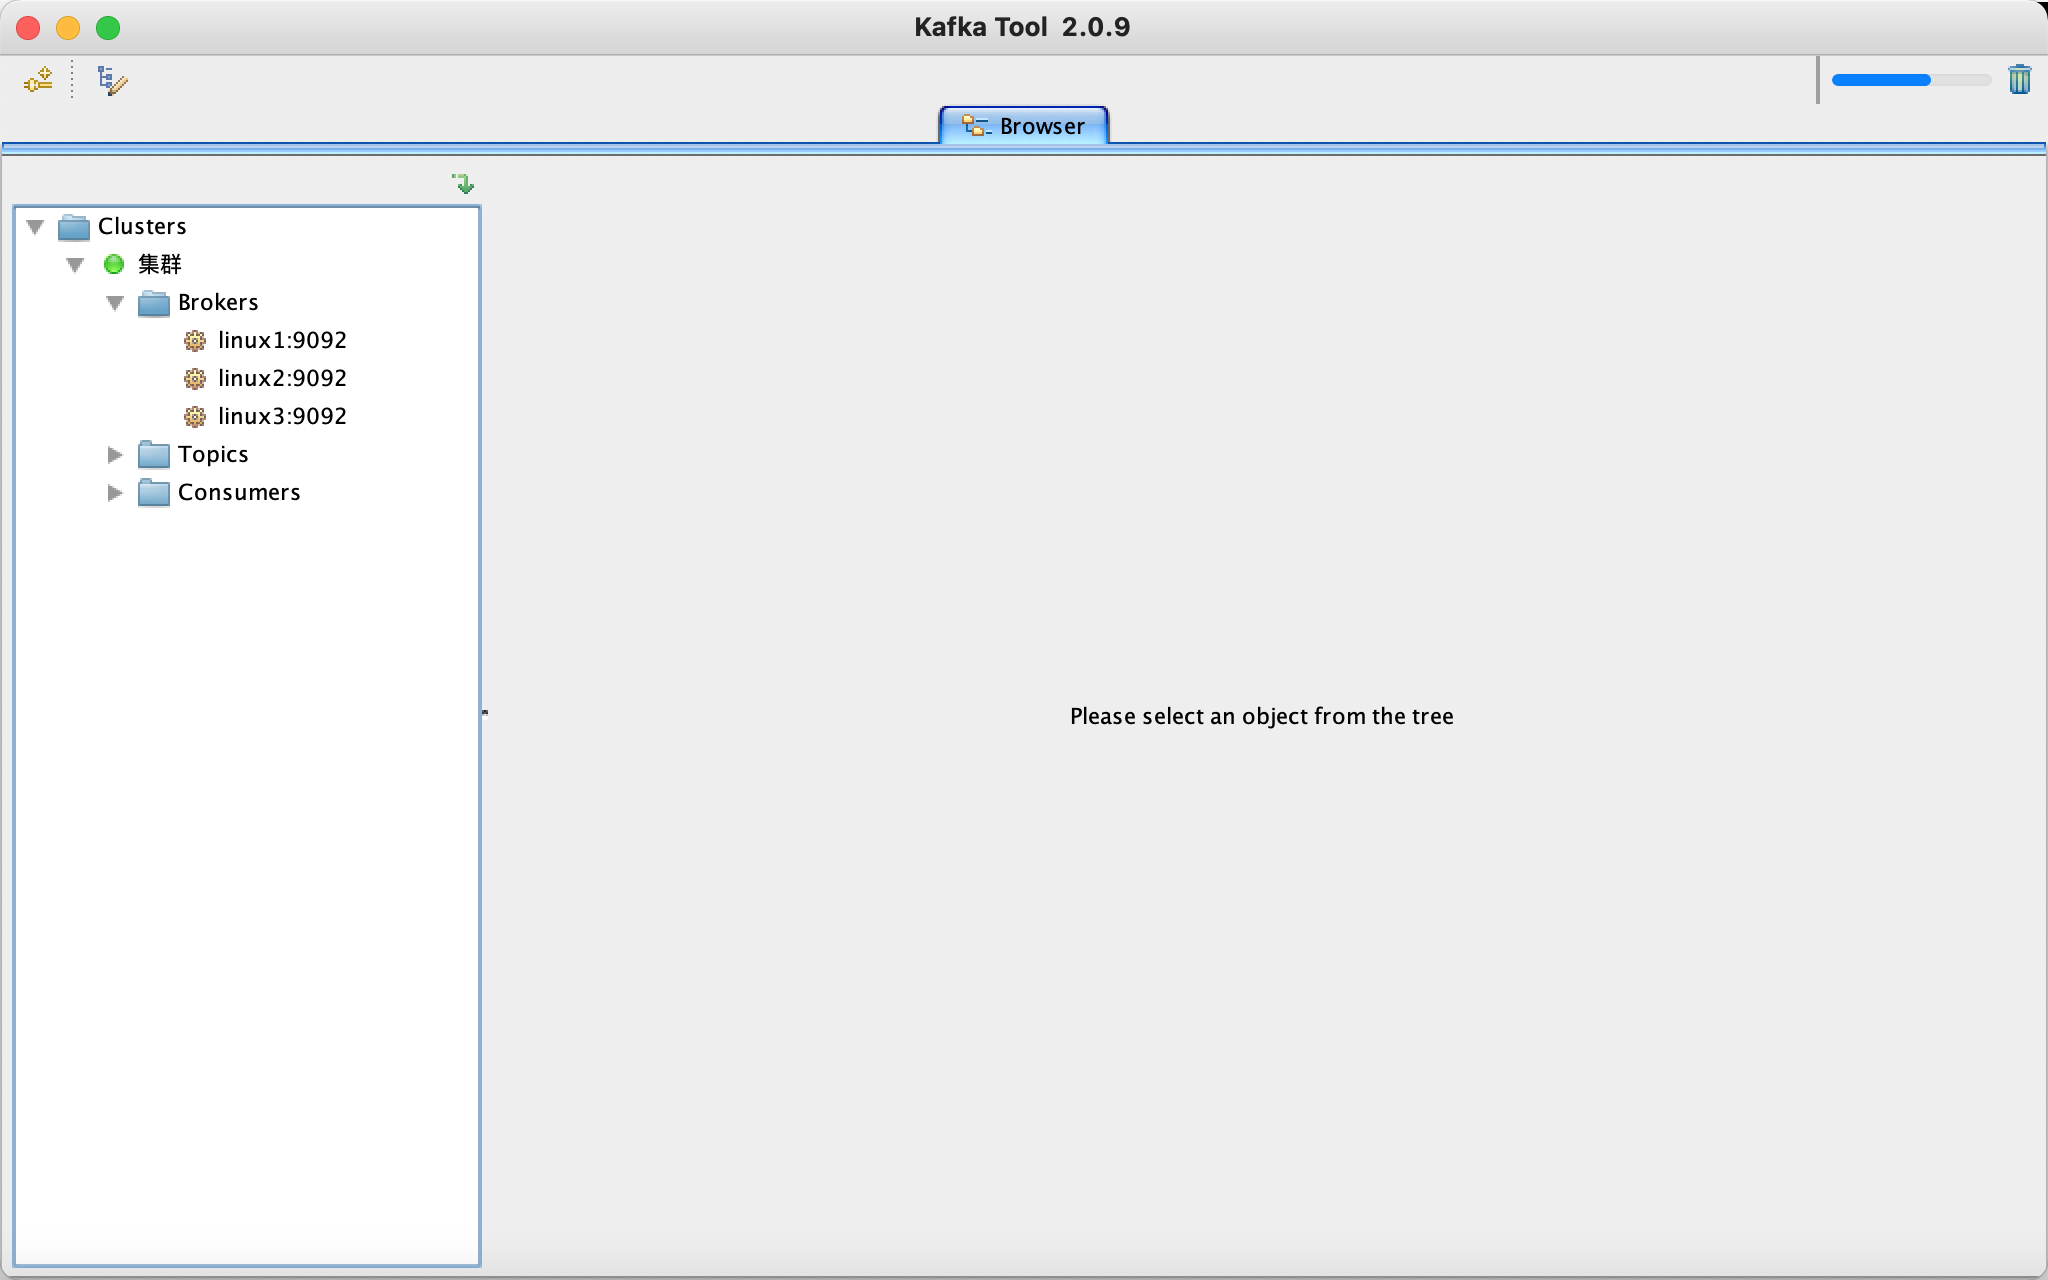 Kafka Tool 2.0.9
Browser
Clusters
集群
Brokers
linux1:9092
linux2:9092
linux3:9092
Topics
Consumers
Please select an object from the tree